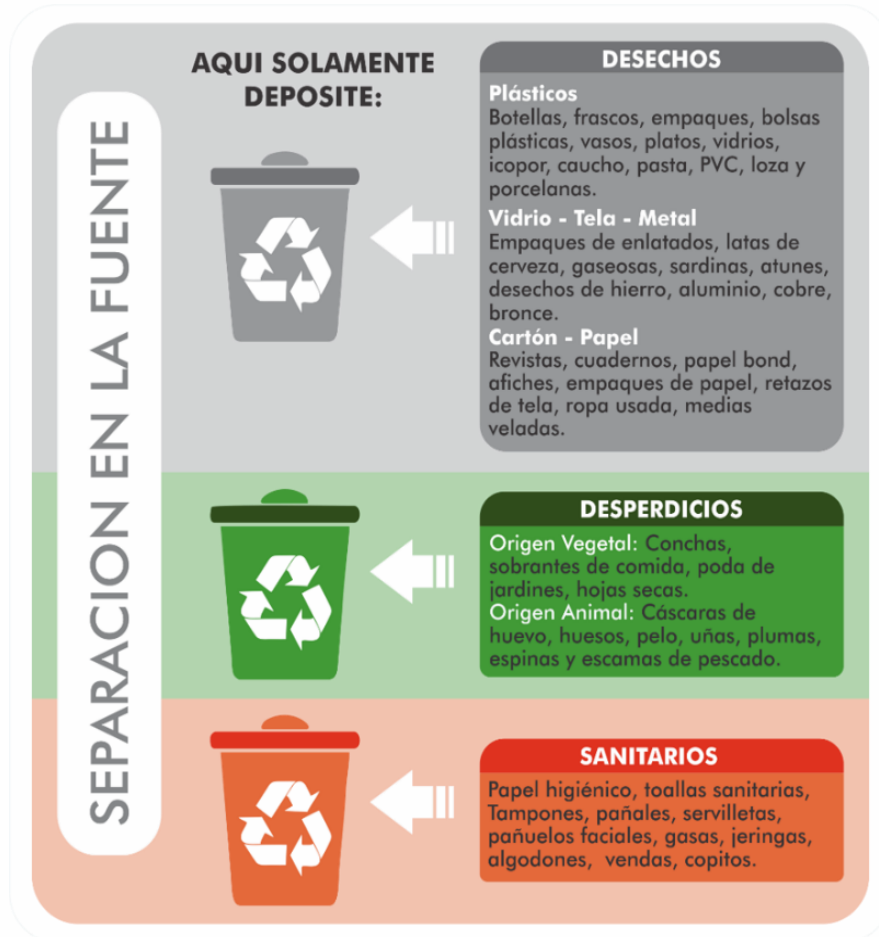 SEPARACION EN LA FUENTE
AQUI SOLAMENTE
DEPOSITE:
DESECHOS
Plásticos
Botellas, frascos, empaques, bolsas
plásticas, vasos, platos, vidrios,
icopor, caucho, pasta, PVC, loza y
porcelanas.
Vidrio - Tela - Metal
Empaques de enlatados, latas de
cerveza, gaseosas, sardinas, atunes,
desechos de hierro, aluminio, cobre,
bronce.
Cartón - Papel
Revistas, cuadernos, papel bond,
afiches, empaques de papel, retazos
de tela, ropa usada, medias
veladas.
DESPERDICIOS
Origen Vegetal: Conchas,
sobrantes de comida, poda de
jardines, hojas secas.
Origen Animal: Cáscaras de
huevo, huesos, pelo, uñas, plumas,
espinas y escamas de pescado.
SANITARIOS
Papel higiénico, toallas sanitarias,
Tampones, pañales, servilletas,
pañuelos faciales, gasas, jeringas,
algodones, vendas, copitos.